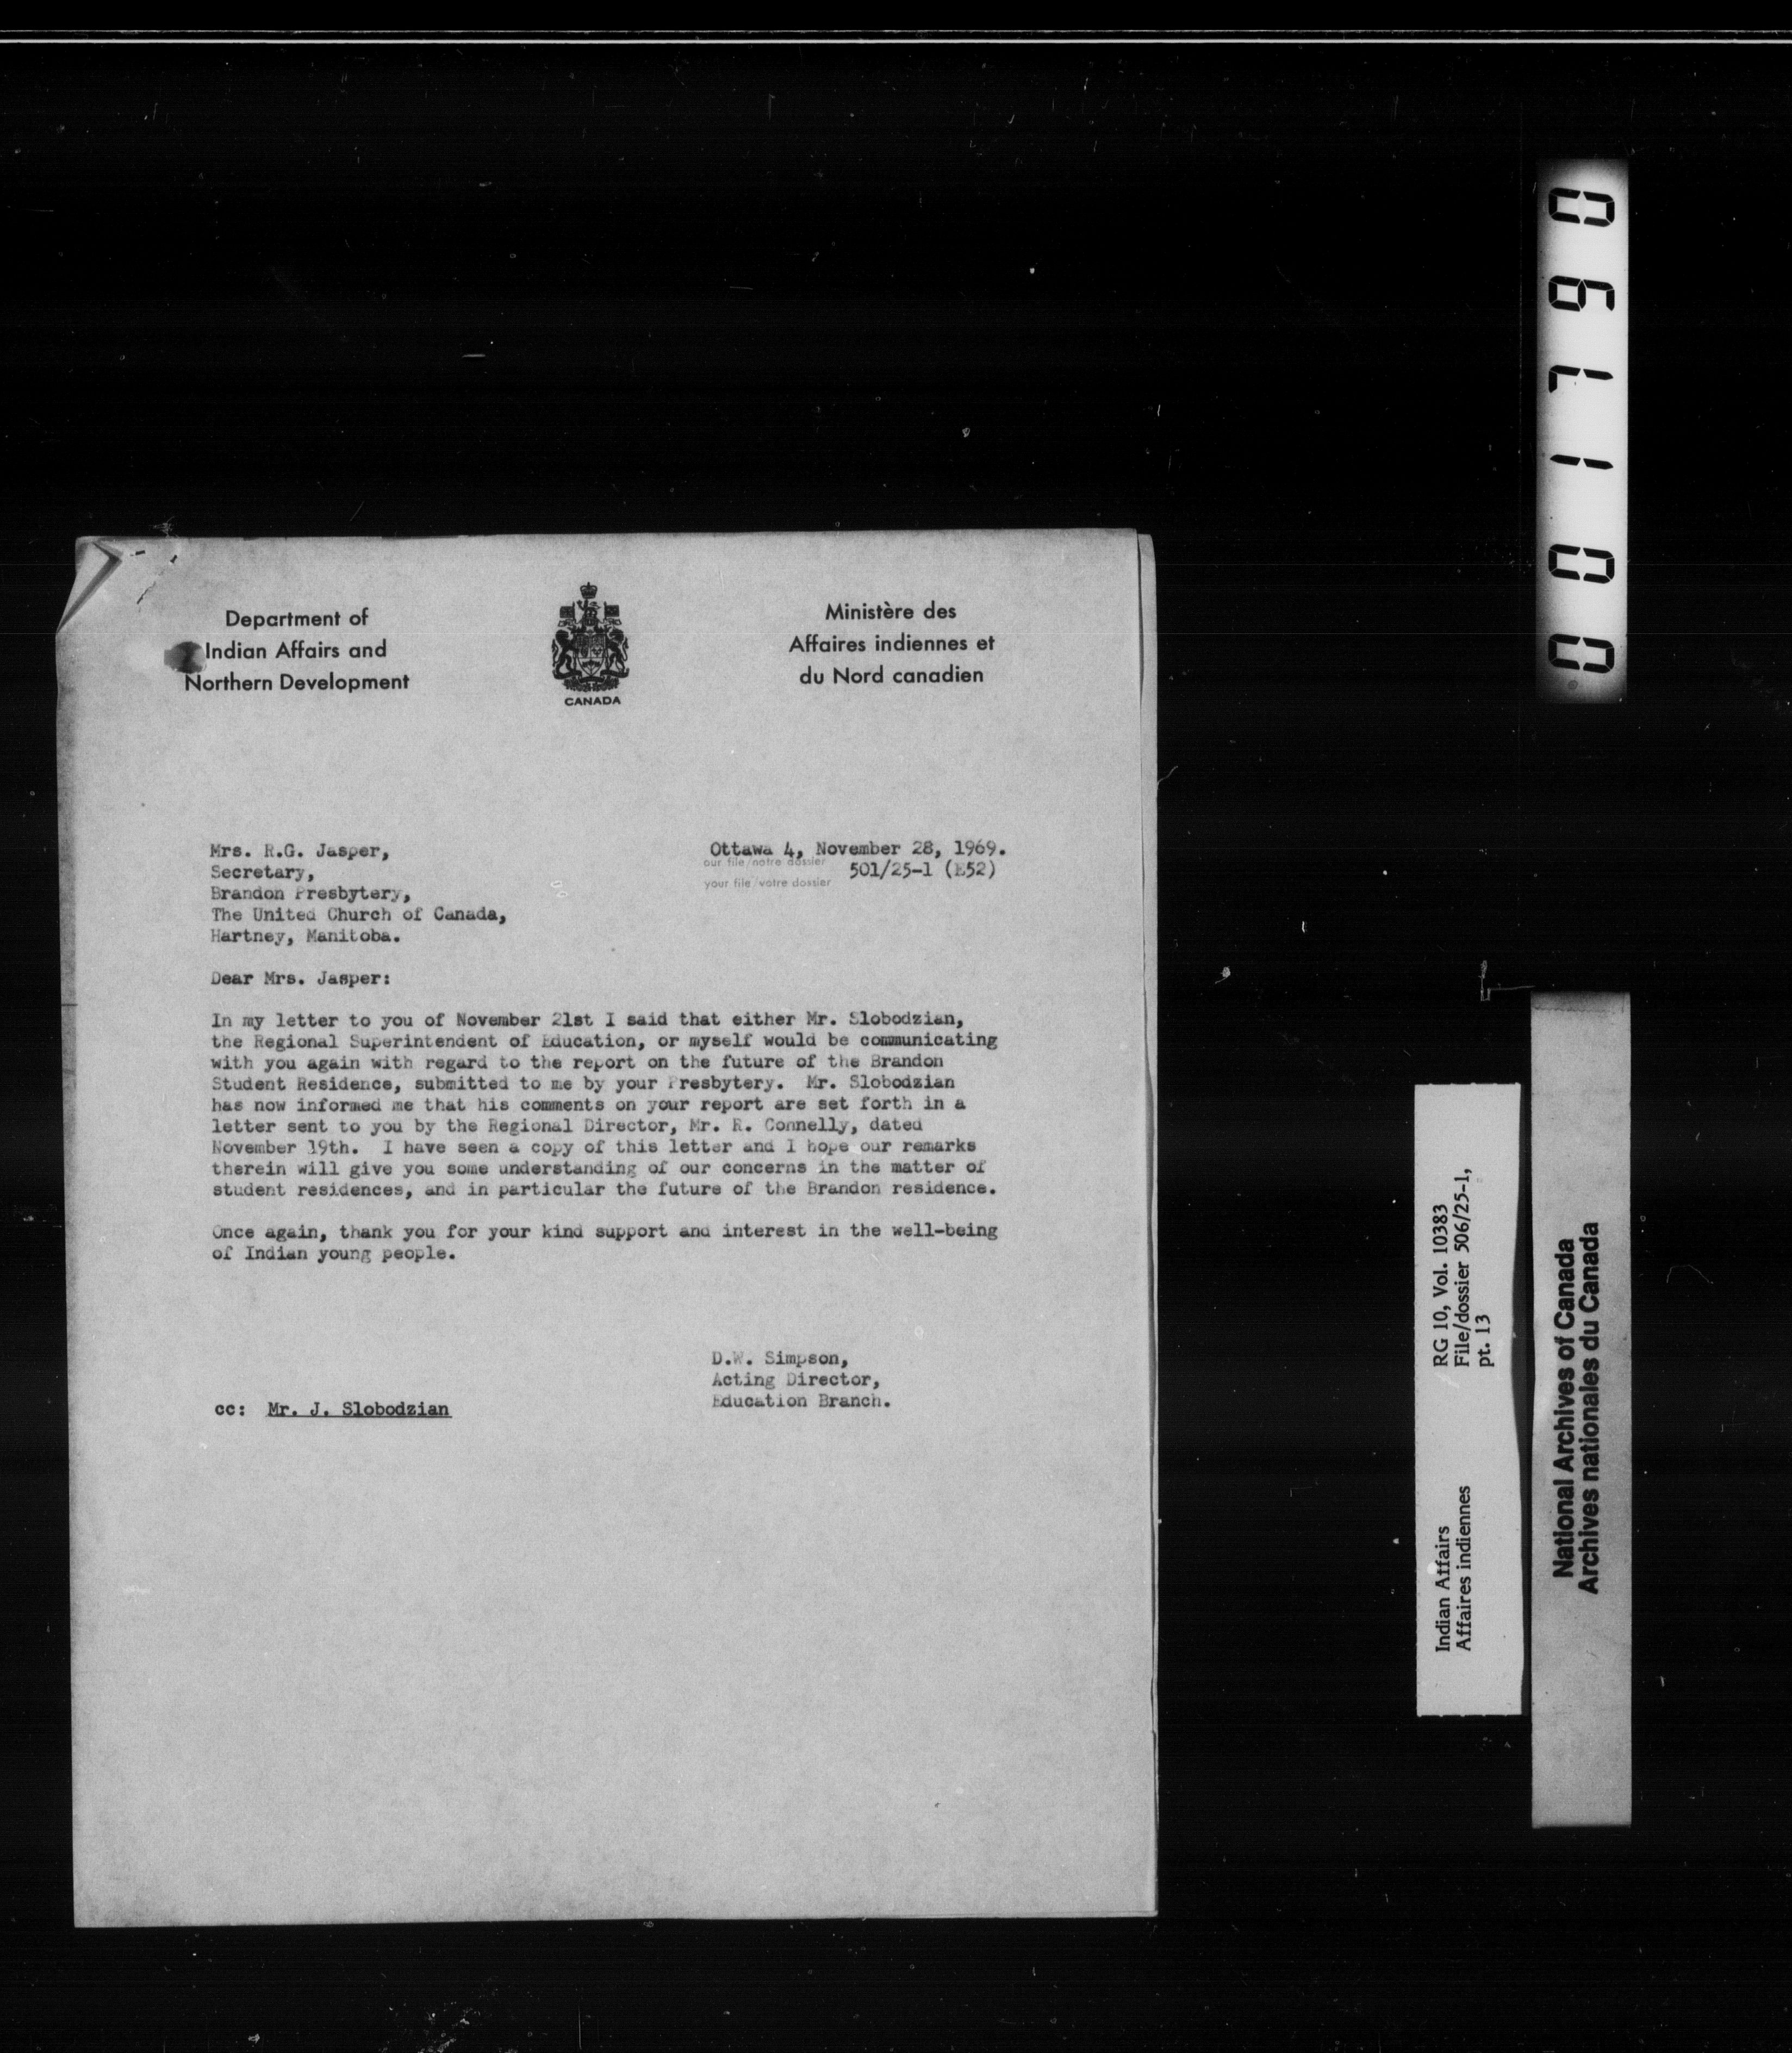 Department of
Indian Affairs and
Northern Development
CANADA
Ministère des
Affaires indiennes et
du Nord canadien
Mrs. R.G. Jasper,
Secretary,
Brandon Presbytery,
The United Church of Canada,
Hartney, Manitoba.
Ottawa 4, November 28, 1969.
our file/notre dossier 501/25-1 (E52)
your file/votre dossier
Dear Mrs. Jasper:
In my letter to you of November 21st I said that either Mr. Slobodzian,
the Regional Superintendent of Education, or myself would be communicating
with you again with regard to the report on the future of the Brandon
Student Residence, submitted to me by your Presbytery. Mr. Slobodzian
has now informed me that his comments on your report are set forth in a
letter sent to you by the Regional Director, Mr. R. Connelly, dated
November 19th. I have seen a copy of this letter and I hope our remarks
therein will give you some understanding of our concerns in the matter of
student residences, and in particular the future of the Brandon residence.
Once again, thank you for your kind support and interest in the well-being
of Indian young people.
D.W. Simpson,
Acting Director,
Education Branch.
cc: Mr. J. Slobodzian
Indian Affairs RG 10, Vol. 10383
Affaires indiennes File/dossier 506/25-1,
pt. 13
National Archives of Canada
Archives nationales du Canada
001760